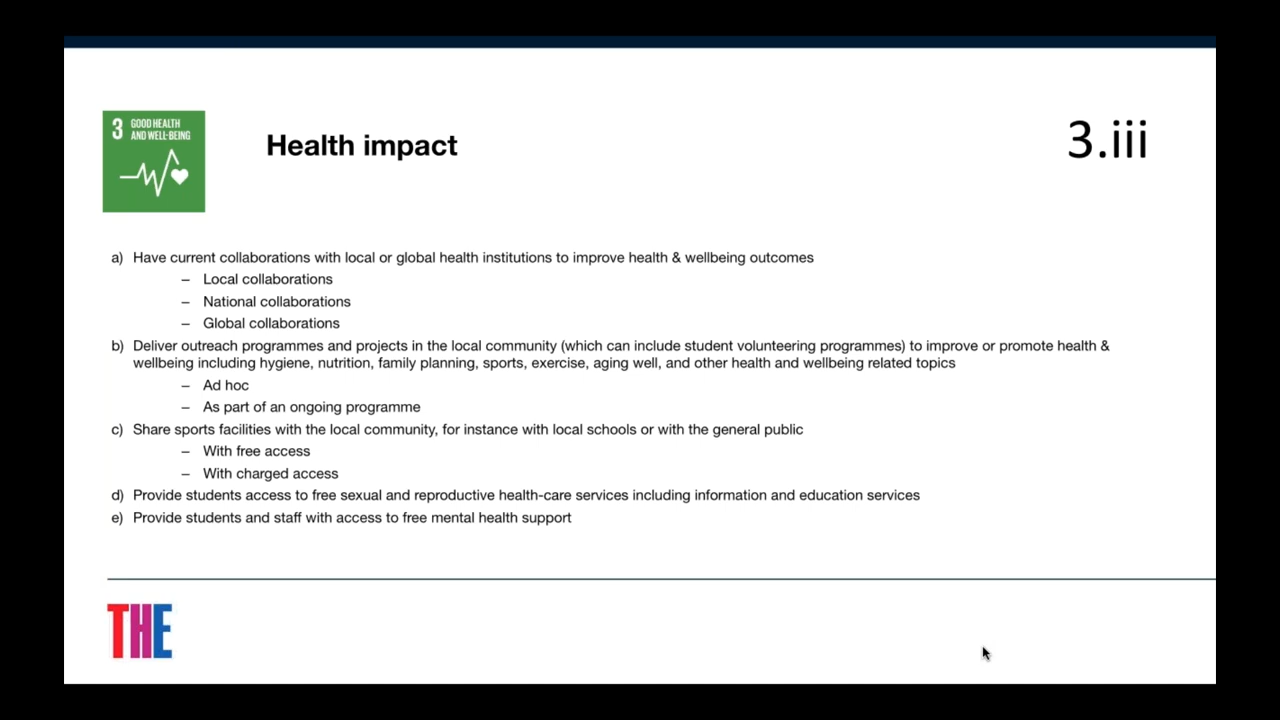 3 GOOD HEALTH
AND WELL-BEING
Health impact
3.iii
a) Have current collaborations with local or global health institutions to improve health & wellbeing outcomes
– Local collaborations
– National collaborations
– Global collaborations
b) Deliver outreach programmes and projects in the local community (which can include student volunteering programmes) to improve or promote health &
wellbeing including hygiene, nutrition, family planning, sports, exercise, aging well, and other health and wellbeing related topics
– Ad hoc
– As part of an ongoing programme
c) Share sports facilities with the local community, for instance with local schools or with the general public
– With free access
– With charged access
d) Provide students access to free sexual and reproductive health-care services including information and education services
e) Provide students and staff with access to free mental health support
THE